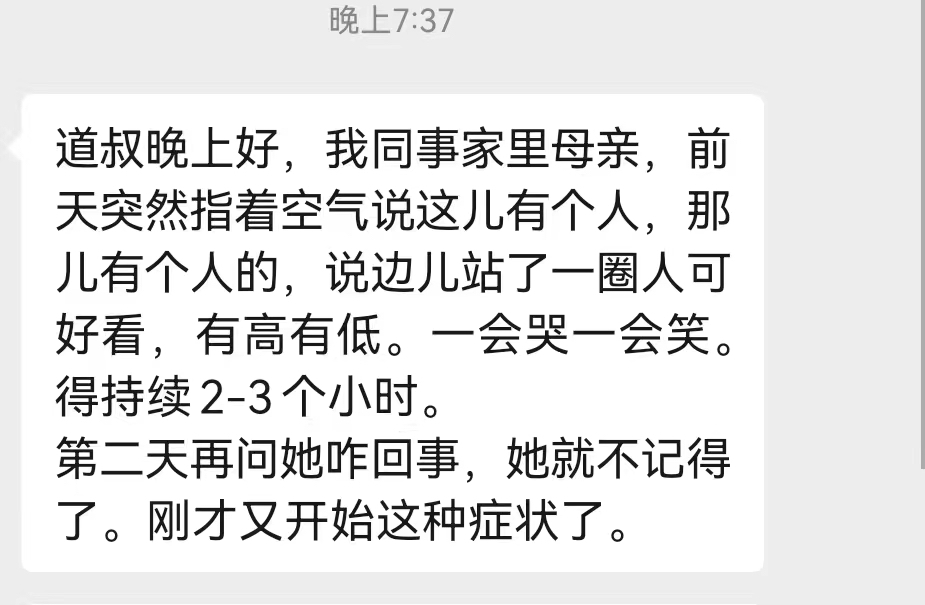 晚上7:37
道叔晚上好，我同事家里母亲，前
天突然指着空气说这儿有个人，那
儿有个人的，说边儿站了一圈人可
好看，有高有低。一会哭一会笑。
得持续2-3个小时。
第二天再问她咋回事，她就不记得
了。刚才又开始这种症状了。